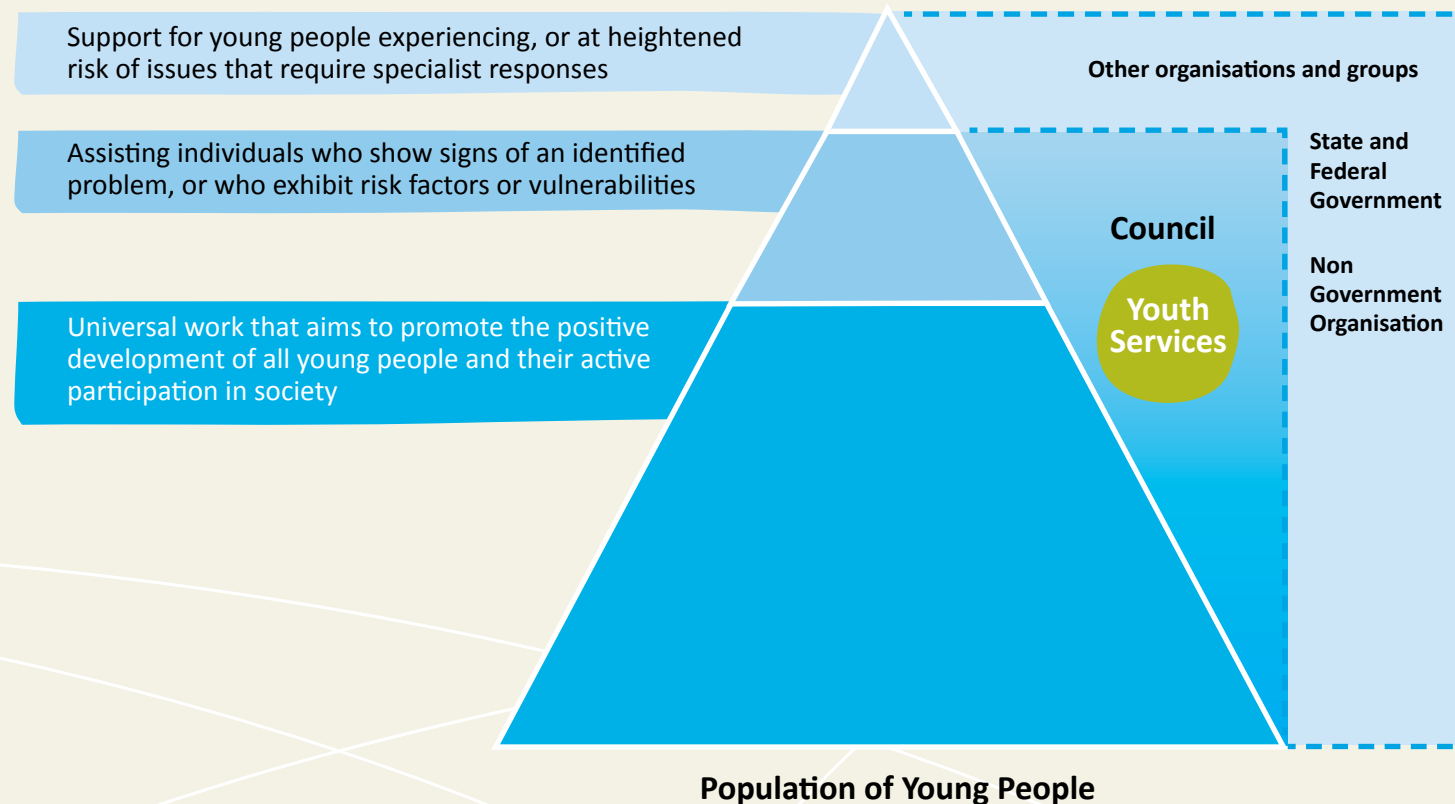 Support for young people experiencing, or at heightened
risk of issues that require specialist responses
Assisting individuals who show signs of an identified
problem, or who exhibit risk factors or vulnerabilities
Universal work that aims to promote the positive
development of all young people and their active
participation in society
Other organisations and groups
State and
Federal
Government
Council
Non
Government
Organisation
Youth
Services
Population of Young People